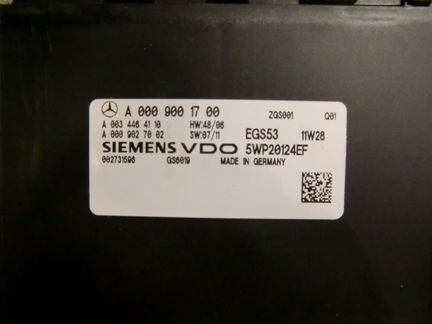 A 000 900 17 00 ZGS001 Q01
A 003 446 41 10 HW:48/06
A 000 902 70 02 SW:07/11 EGS53 11W28
SIEMENS VDO 5WP20124EF
002731596 GS6019 MADE IN GERMANY